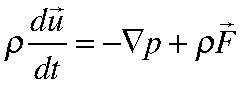 ρ du⃗/dt = −∇p + ρF⃗